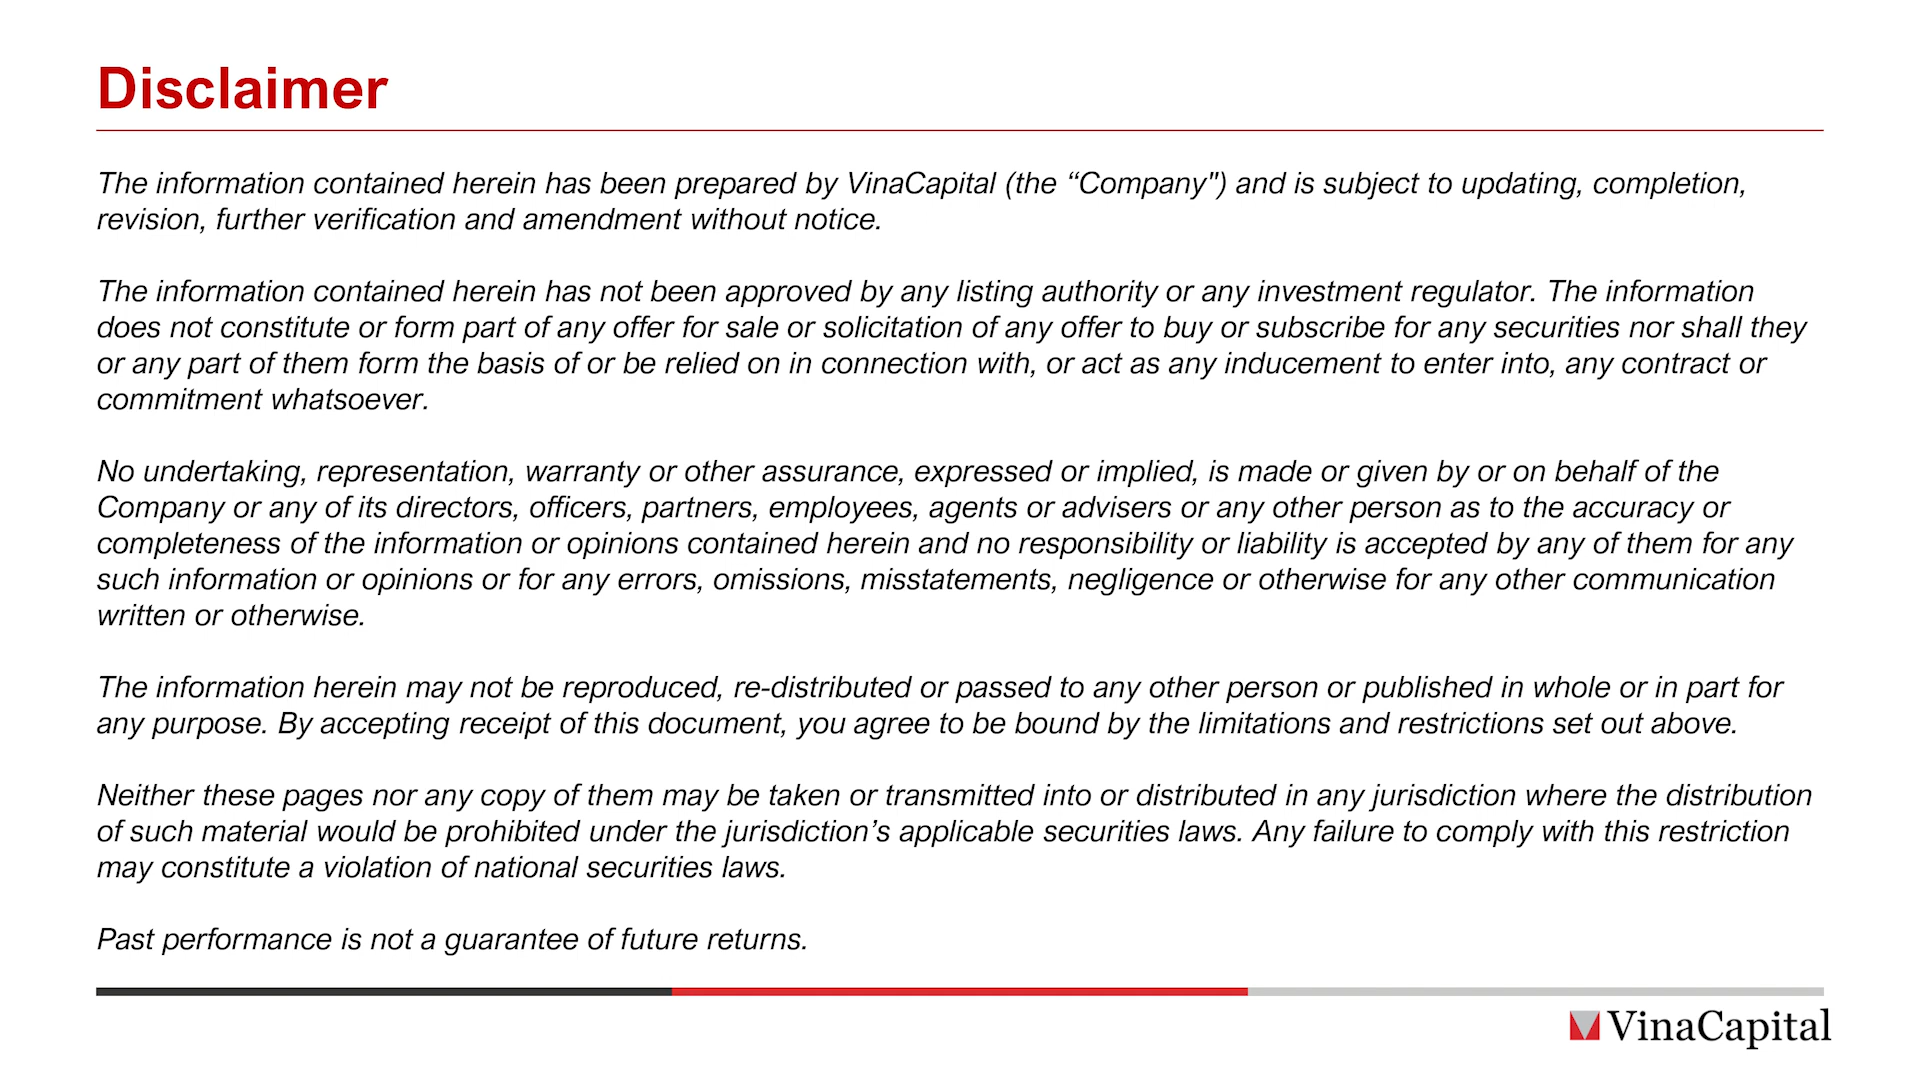 Disclaimer
The information contained herein has been prepared by VinaCapital (the “Company") and is subject to updating, completion,
revision, further verification and amendment without notice.
The information contained herein has not been approved by any listing authority or any investment regulator. The information
does not constitute or form part of any offer for sale or solicitation of any offer to buy or subscribe for any securities nor shall they
or any part of them form the basis of or be relied on in connection with, or act as any inducement to enter into, any contract or
commitment whatsoever.
No undertaking, representation, warranty or other assurance, expressed or implied, is made or given by or on behalf of the
Company or any of its directors, officers, partners, employees, agents or advisers or any other person as to the accuracy or
completeness of the information or opinions contained herein and no responsibility or liability is accepted by any of them for any
such information or opinions or for any errors, omissions, misstatements, negligence or otherwise for any other communication
written or otherwise.
The information herein may not be reproduced, re-distributed or passed to any other person or published in whole or in part for
any purpose. By accepting receipt of this document, you agree to be bound by the limitations and restrictions set out above.
Neither these pages nor any copy of them may be taken or transmitted into or distributed in any jurisdiction where the distribution
of such material would be prohibited under the jurisdiction’s applicable securities laws. Any failure to comply with this restriction
may constitute a violation of national securities laws.
Past performance is not a guarantee of future returns.
VinaCapital